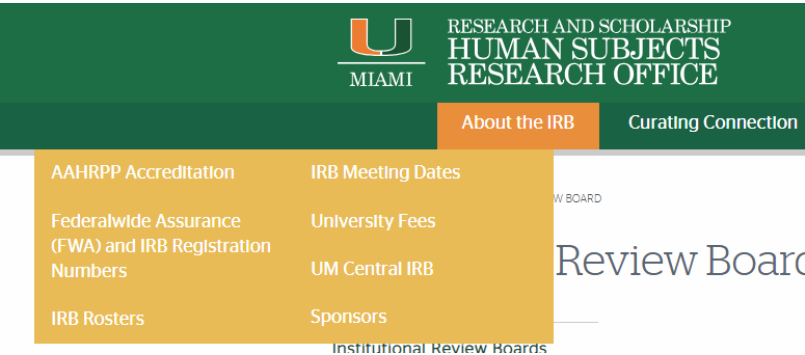 MIAMI
RESEARCH AND SCHOLARSHIP
HUMAN SUBJECTS
RESEARCH OFFICE
About the IRB
Curating Connection
AAHRPP Accreditation
Federalwide Assurance
(FWA) and IRB Registration
Numbers
IRB Rosters
IRB Meeting Dates
University Fees
UM Central IRB
Sponsors
W BOARD
Review Board
Institutional Review Boards